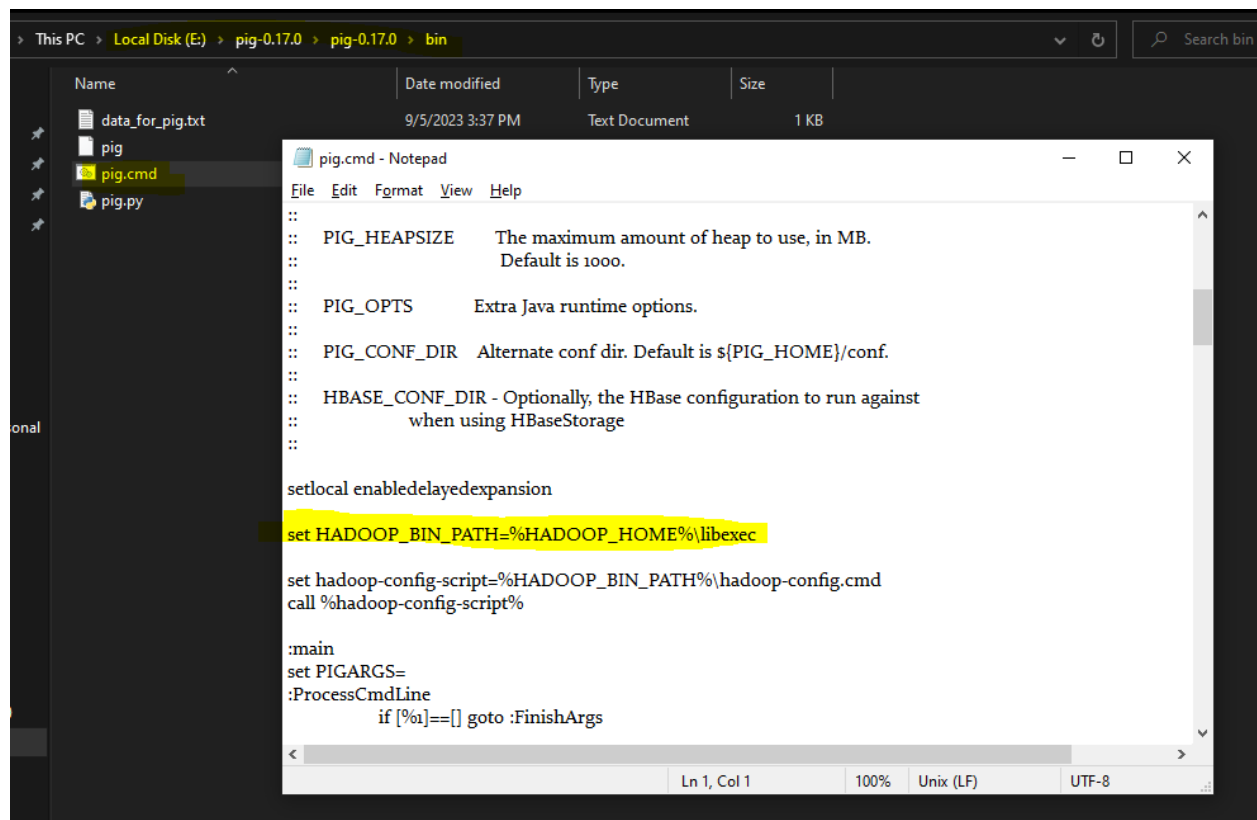 This PC > Local Disk (E:) > pig-0.17.0 > pig-0.17.0 > bin
Search bin
Name Date modified Type Size
data_for_pig.txt 9/5/2023 3:37 PM Text Document 1 KB
pig
pig.cmd
pig.py
onal
pig.cmd - Notepad
File Edit Format View Help
::
:: PIG_HEAPSIZE The maximum amount of heap to use, in MB.
:: Default is 1000.
::
:: PIG_OPTS Extra Java runtime options.
::
:: PIG_CONF_DIR Alternate conf dir. Default is ${PIG_HOME}/conf.
::
:: HBASE_CONF_DIR - Optionally, the HBase configuration to run against
:: when using HBaseStorage
::
setlocal enabledelayedexpansion
set HADOOP_BIN_PATH=%HADOOP_HOME%\libexec
set hadoop-config-script=%HADOOP_BIN_PATH%\hadoop-config.cmd
call %hadoop-config-script%
:main
set PIGARGS=
:ProcessCmdLine
if [%1]==[] goto :FinishArgs
Ln 1, Col 1 100% Unix (LF) UTF-8